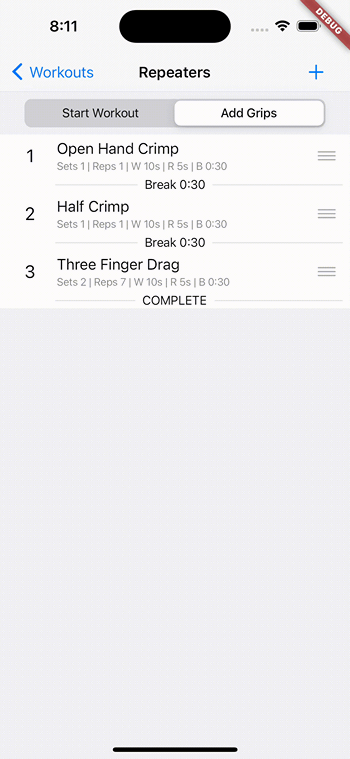 8:11
DEBUG
Workouts
Repeaters
Start Workout
Add Grips
1
Open Hand Crimp
Sets 1 | Reps 1 | W 10s | R 5s | B 0:30
Break 0:30
2
Half Crimp
Sets 1 | Reps 1 | W 10s | R 5s | B 0:30
Break 0:30
3
Three Finger Drag
Sets 2 | Reps 7 | W 10s | R 5s | B 0:30
COMPLETE